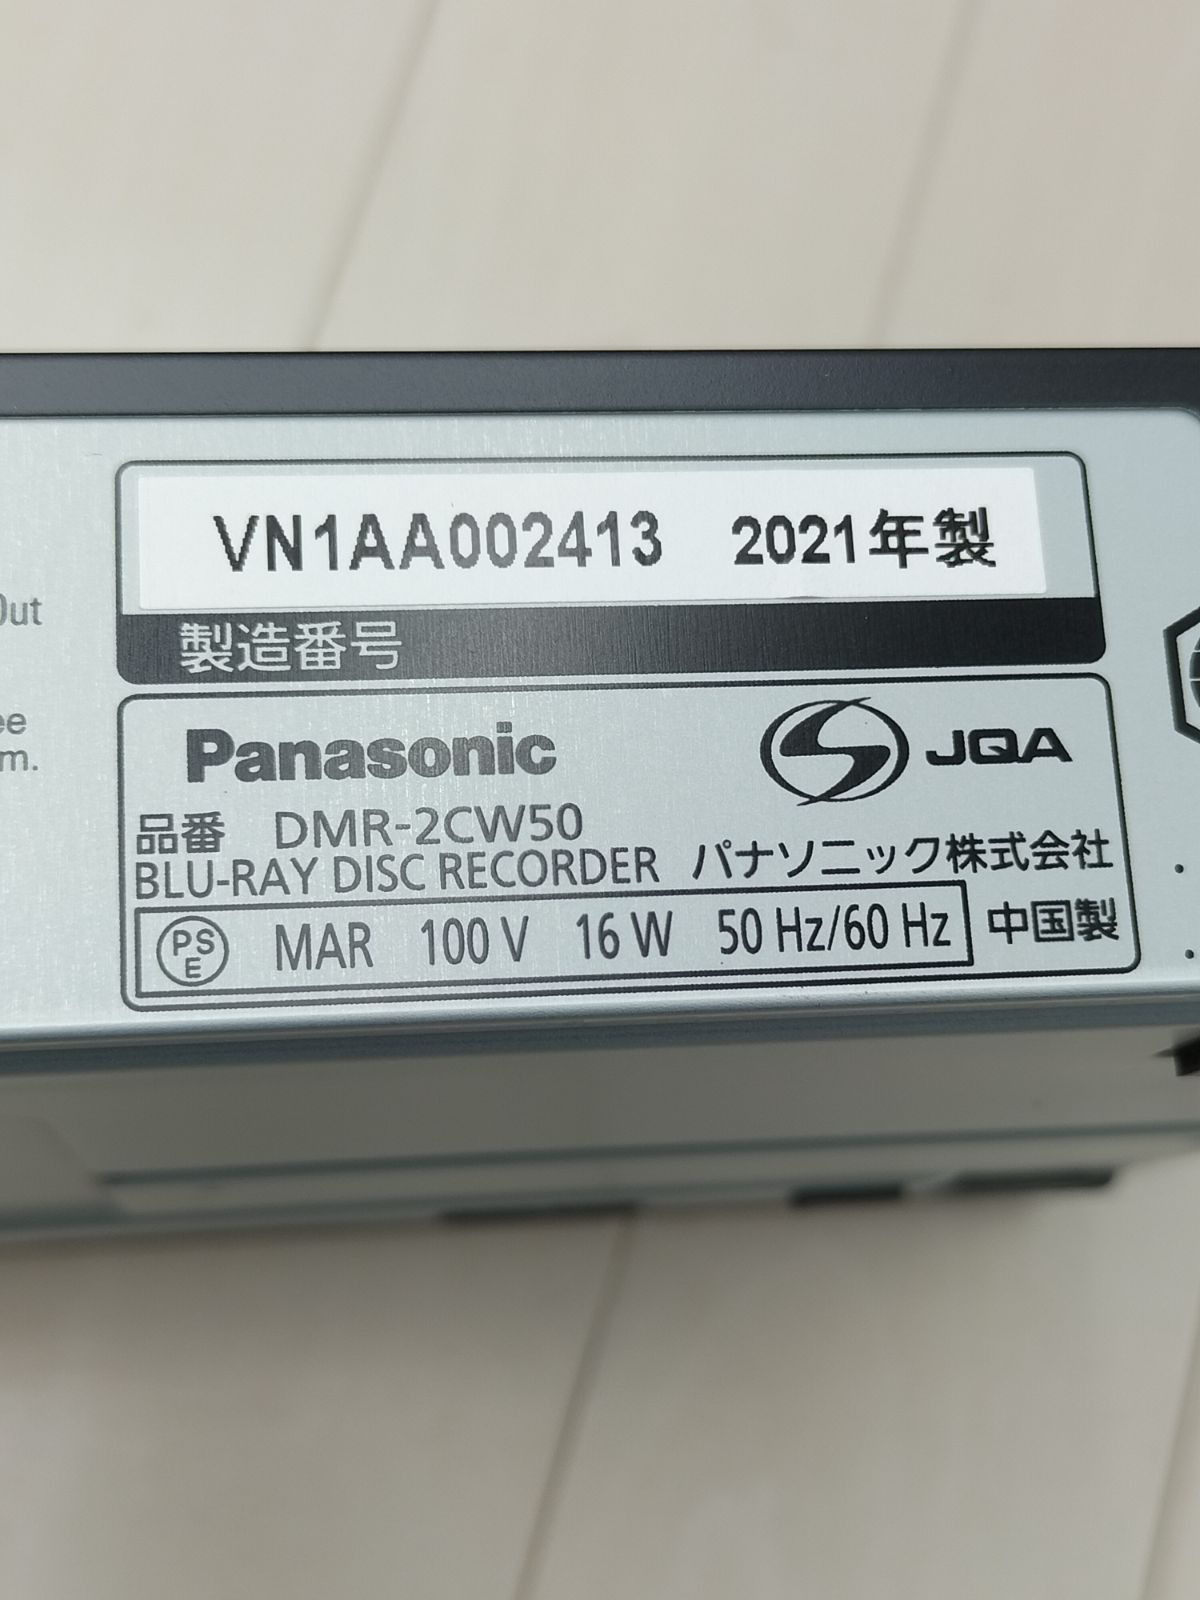 VN1AA002413 2021年製
製造番号
Out
ee
m.
Panasonic
JQA
品番 DMR-2CW50
BLU-RAY DISC RECORDER パナソニック株式会社
PSE MAR 100 V 16 W 50 Hz/60 Hz 中国製